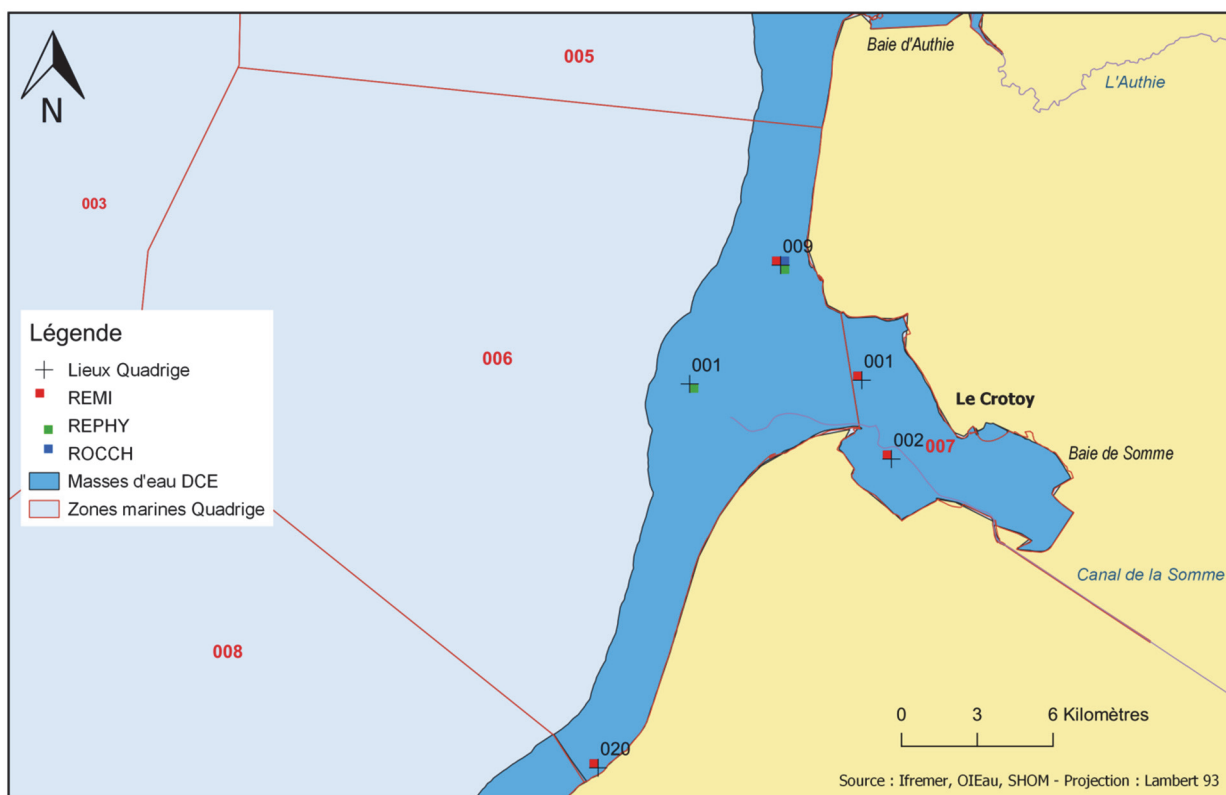 005
Baie d'Authie
L'Authie
N
003
009
Légende
Lieux Quadrige
REMI
REPHY
ROCCH
Masses d'eau DCE
Zones marines Quadrige
006
001
001
Le Crotoy
002
007
Baie de Somme
Canal de la Somme
008
020
0 3 6 Kilomètres
Source : Ifremer, OIEau, SHOM - Projection : Lambert 93